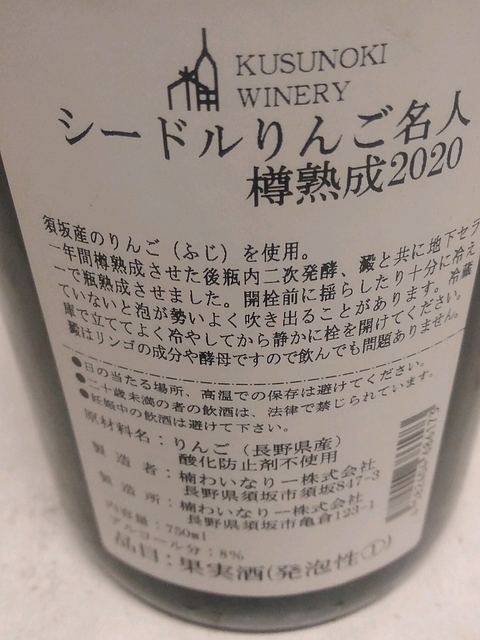 KUSUNOKI
WINERY
シードルりんご名人
樽熟成2020
須坂産のりんご（ふじ）を使用。
一年間樽熟成させた後瓶内二次発酵、澱と共に地下セラ
ーで瓶熟成させました。開栓前に揺らしたり十分に冷え
ていないと泡が勢いよく吹き出ることがあります。冷蔵
庫で立ててよく冷やしてから静かに栓を開けてください。
澱はリンゴの成分や酵母ですので飲んでも問題ありません。
●日の当たる場所、高温での保存は避けてください。
●二十歳未満の者の飲酒は、法律で禁じられています。
●妊娠中の飲酒は避けて下さい。
原材料名：りんご（長野県産）
酸化防止剤不使用
製造者：楠わいなりー株式会社
長野県須坂市須坂847-3
製造所：楠わいなりー株式会社
長野県須坂市亀倉123-1
内容量：750ml
アルコール分：8%
品目：果実酒(発泡性①)